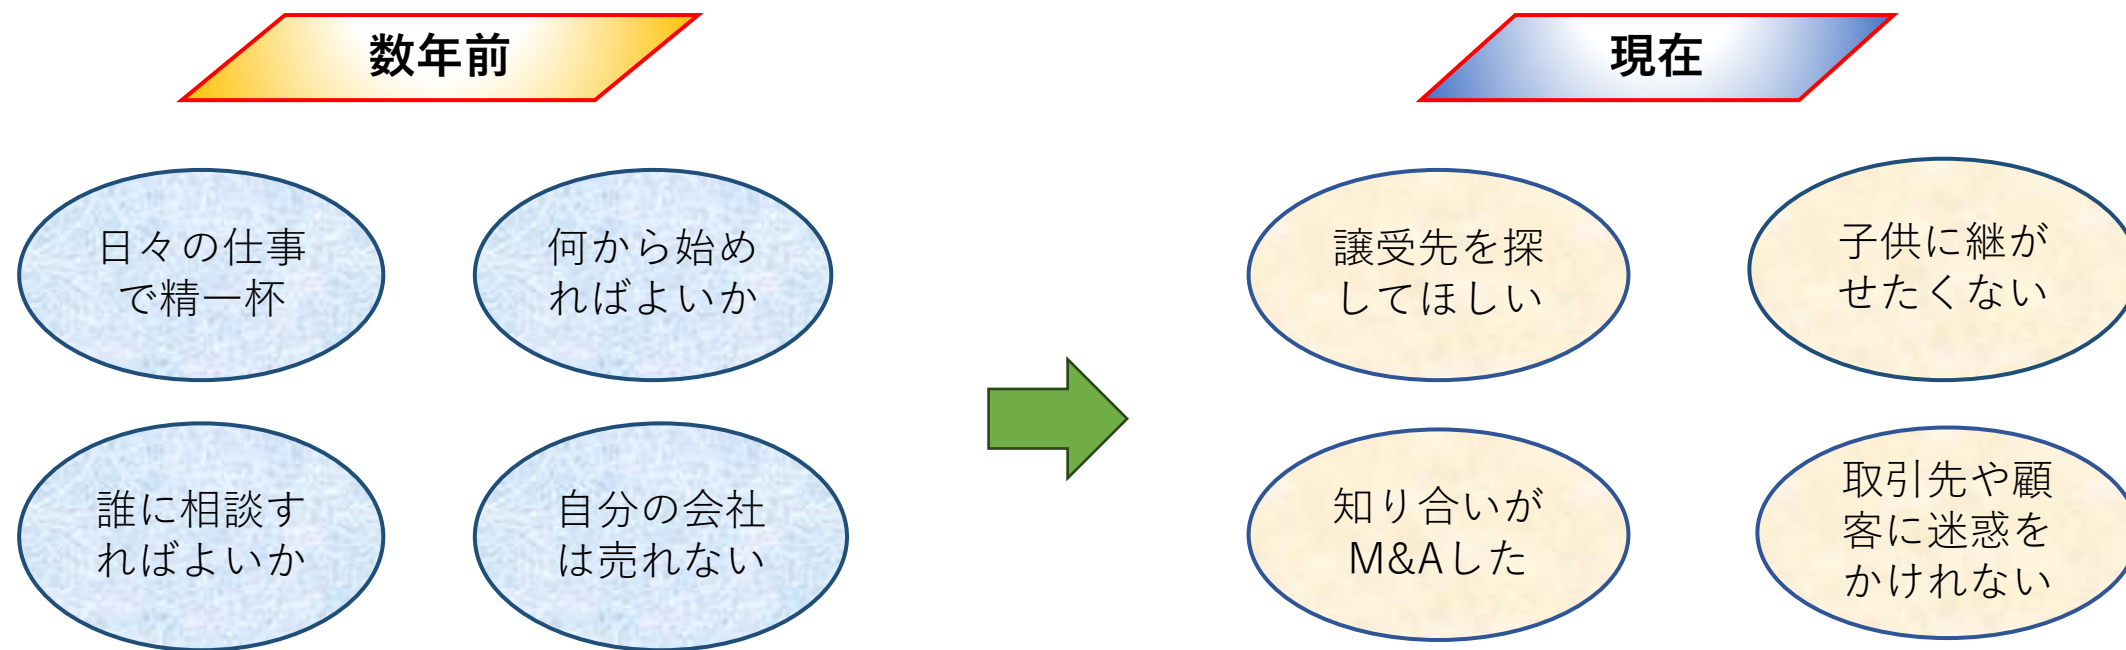 数年前
現在
日々の仕事
で精一杯
何から始め
ればよいか
譲受先を探
してほしい
子供に継が
せたくない
誰に相談す
ればよいか
自分の会社
は売れない
知り合いが
M&Aした
取引先や顧
客に迷惑を
かけれない